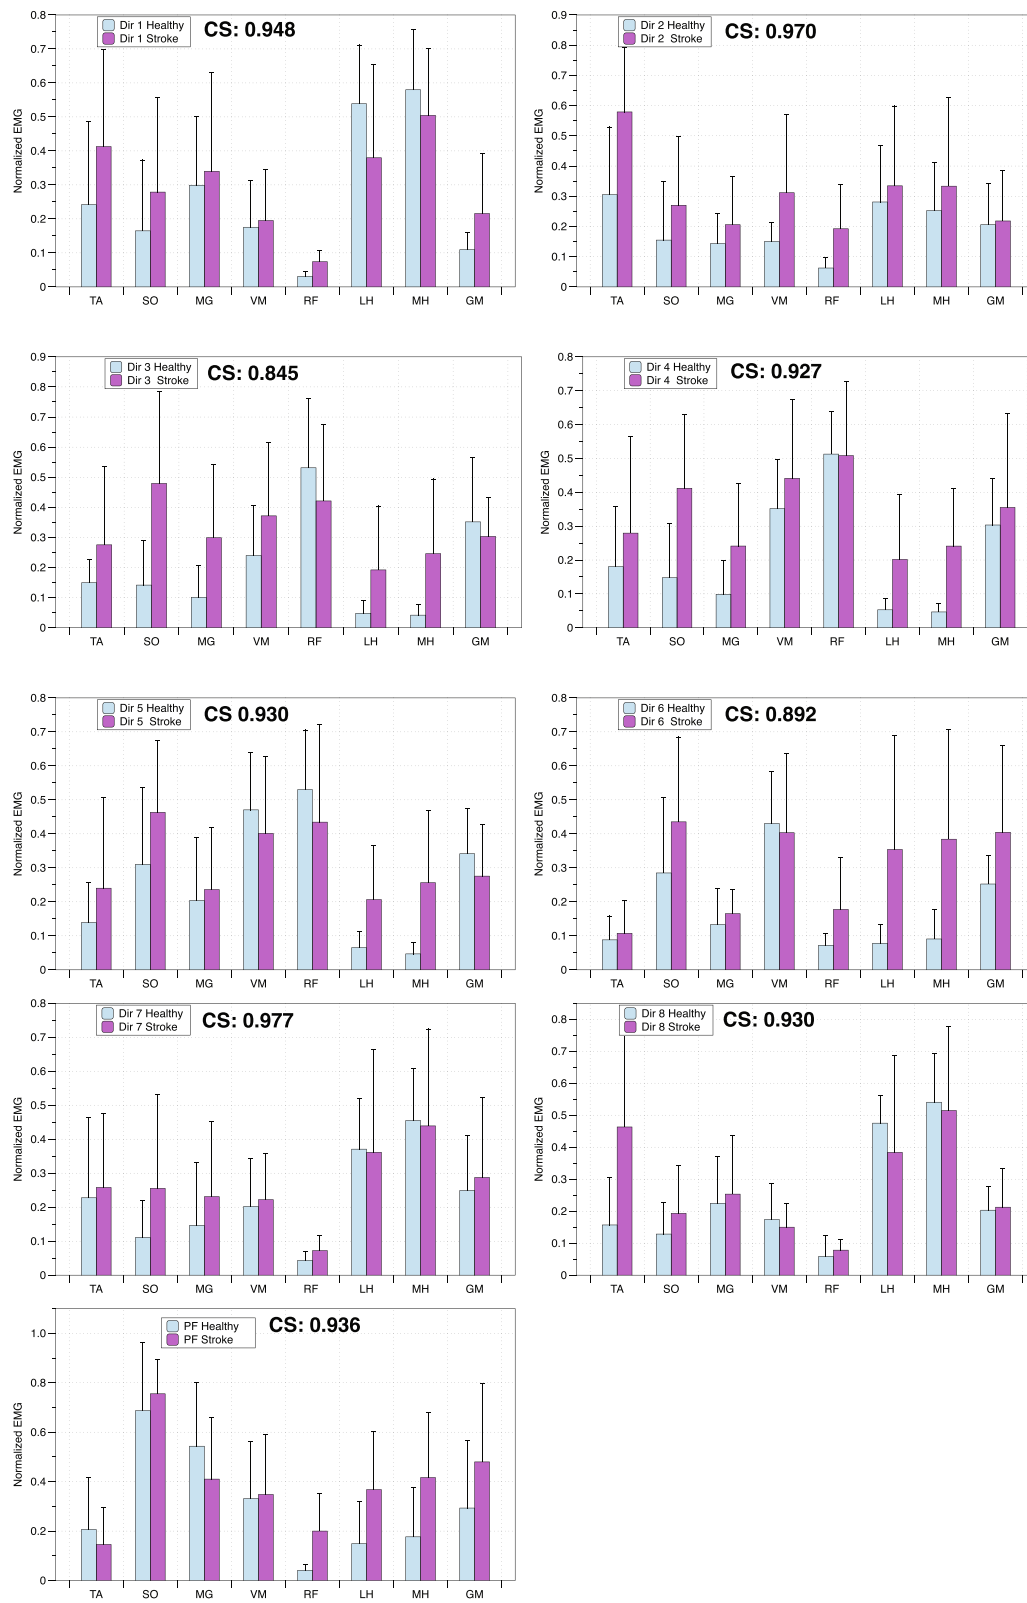 Dir 1 Healthy
Dir 1 Stroke
CS: 0.948
Normalized EMG
0.8
0.7
0.6
0.5
0.4
0.3
0.2
0.1
0
TA SO MG VM RF LH MH GM
Dir 2 Healthy
Dir 2 Stroke
CS: 0.970
Normalized EMG
0.9
0.8
0.7
0.6
0.5
0.4
0.3
0.2
0.1
0
TA SO MG VM RF LH MH GM
Dir 3 Healthy
Dir 3 Stroke
CS: 0.845
Normalized EMG
0.9
0.8
0.7
0.6
0.5
0.4
0.3
0.2
0.1
0
TA SO MG VM RF LH MH GM
Dir 4 Healthy
Dir 4 Stroke
CS: 0.927
Normalized EMG
0.8
0.7
0.6
0.5
0.4
0.3
0.2
0.1
0
TA SO MG VM RF LH MH GM
Dir 5 Healthy
Dir 5 Stroke
CS 0.930
Normalized EMG
0.8
0.7
0.6
0.5
0.4
0.3
0.2
0.1
0
TA SO MG VM RF LH MH GM
Dir 6 Healthy
Dir 6 Stroke
CS: 0.892
Normalized EMG
0.8
0.7
0.6
0.5
0.4
0.3
0.2
0.1
0
TA SO MG VM RF LH MH GM
Dir 7 Healthy
Dir 7 Stroke
CS: 0.977
Normalized EMG
0.8
0.7
0.6
0.5
0.4
0.3
0.2
0.1
0
TA SO MG VM RF LH MH GM
Dir 8 Healthy
Dir 8 Stroke
CS: 0.930
Normalized EMG
0.8
0.7
0.6
0.5
0.4
0.3
0.2
0.1
0
TA SO MG VM RF LH MH GM
PF Healthy
PF Stroke
CS: 0.936
Normalized EMG
1.0
0.8
0.6
0.4
0.2
0
TA SO MG VM RF LH MH GM